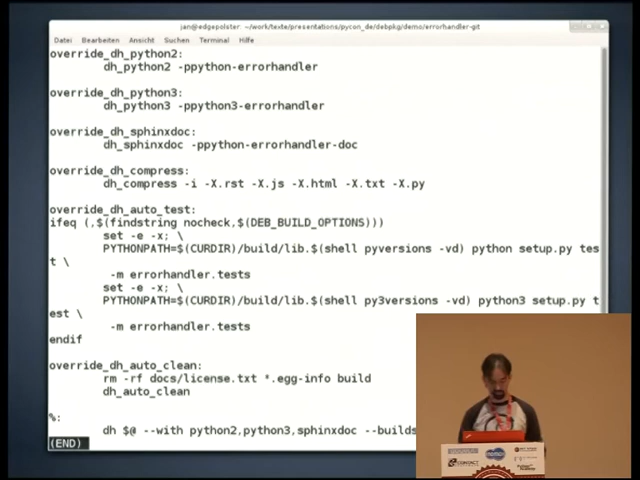 jan@edgepolster: ~/work/texte/presentations/pycon_de/debpkg/demo/errorhandler-git
Datei Bearbeiten Ansicht Suchen Terminal Hilfe
override_dh_python2:
dh_python2 -ppython-errorhandler
override_dh_python3:
dh_python3 -ppython3-errorhandler
override_dh_sphinxdoc:
dh_sphinxdoc -ppython-errorhandler-doc
override_dh_compress:
dh_compress -i -X.rst -X.js -X.html -X.txt -X.py
override_dh_auto_test:
ifeq (,$(findstring nocheck,$(DEB_BUILD_OPTIONS)))
set -e -x; \
PYTHONPATH=$(CURDIR)/build/lib.$(shell pyversions -vd) python setup.py tes
t \
-m errorhandler.tests
set -e -x; \
PYTHONPATH=$(CURDIR)/build/lib.$(shell py3versions -vd) python3 setup.py t
est \
-m errorhandler.tests
endif
override_dh_auto_clean:
rm -rf docs/license.txt *.egg-info build
dh_auto_clean
%:
dh $@ --with python2,python3,sphinxdoc --builds
(END)